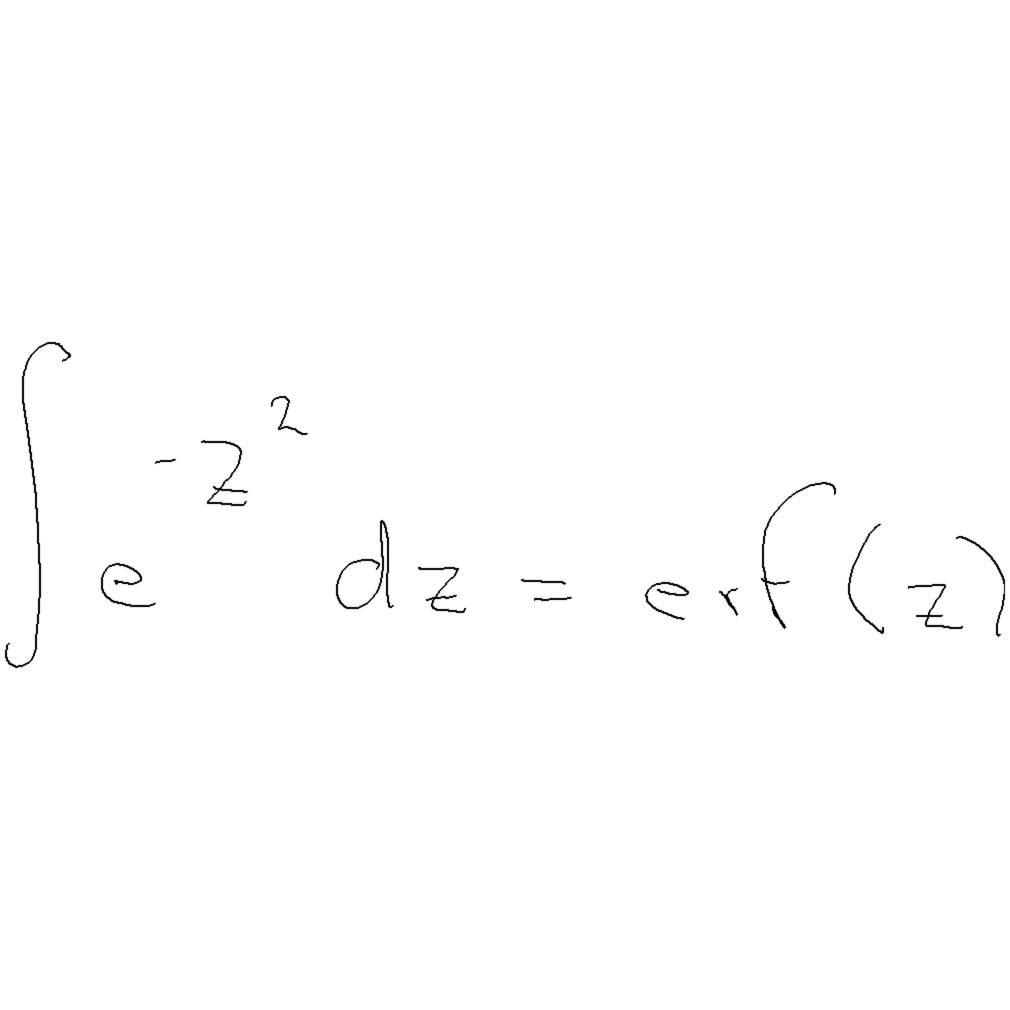 ∫ e^{-z^2} dz = erf(z)